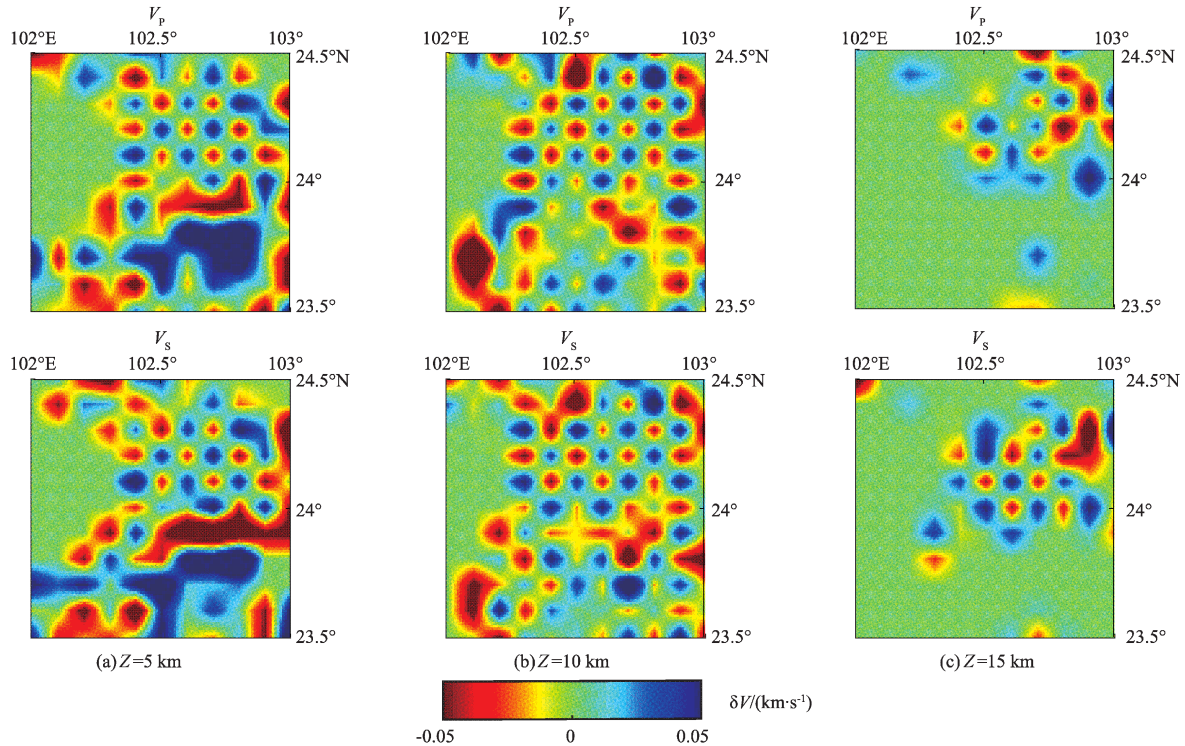 V_P V_P V_P
102°E 102.5° 103° 102°E 102.5° 103° 102°E 102.5° 103°
24.5°N 24.5°N 24.5°N
24° 24° 24°
23.5° 23.5° 23.5°
V_S V_S V_S
102°E 102.5° 103° 102°E 102.5° 103° 102°E 102.5° 103°
24.5°N 24.5°N 24.5°N
24° 24° 24°
23.5° 23.5° 23.5°
(a) Z=5 km (b) Z=10 km (c) Z=15 km
δV/(km·s⁻¹)
-0.05 0 0.05